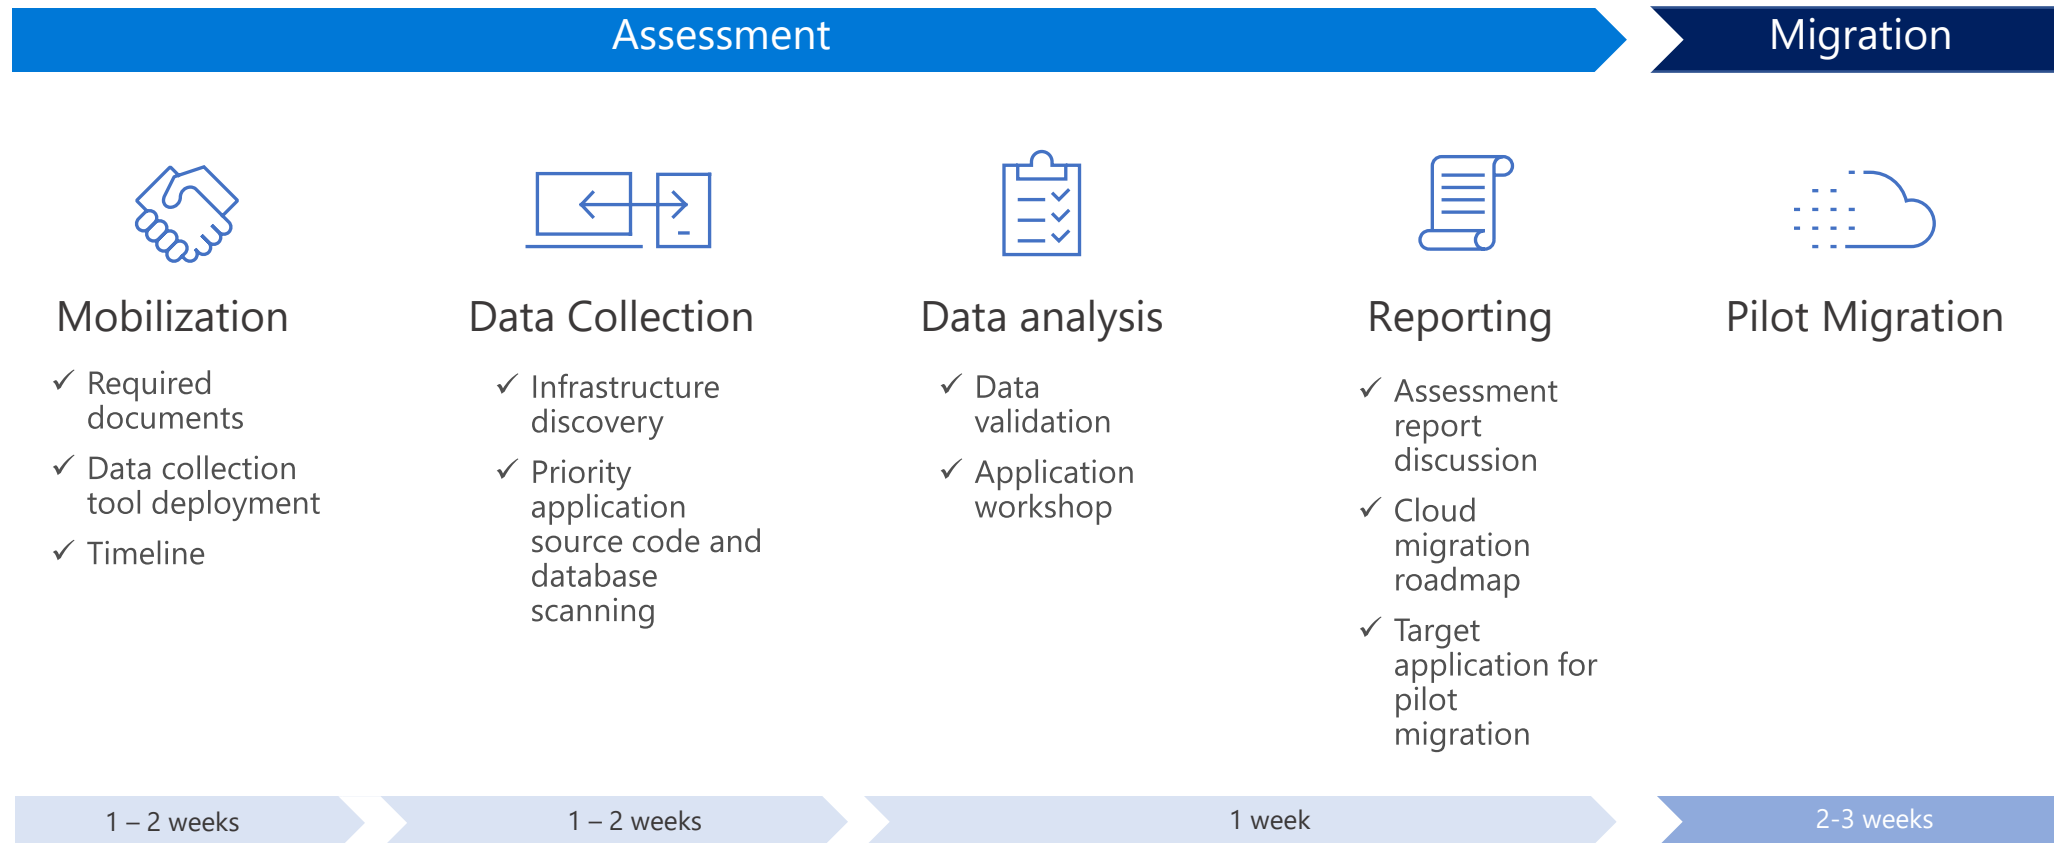 Assessment
Migration
Mobilization
Required
documents
Data collection
tool deployment
Timeline
Data Collection
Infrastructure
discovery
Priority
application
source code and
database
scanning
Data analysis
Data
validation
Application
workshop
Reporting
Assessment
report
discussion
Cloud
migration
roadmap
Target
application for
pilot
migration
Pilot Migration
1 – 2 weeks
1 – 2 weeks
1 week
2-3 weeks